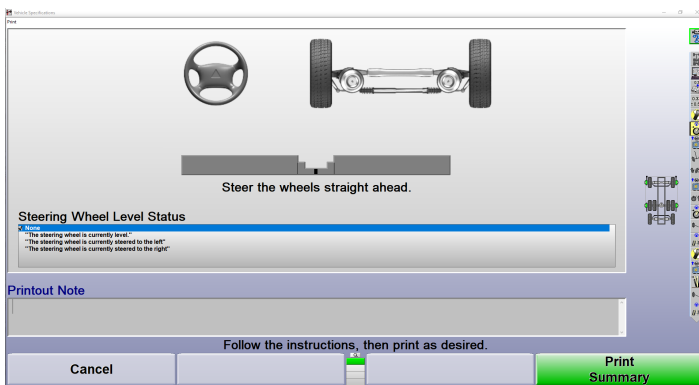 Vehicle Specifications
Print
Steer the wheels straight ahead.
Steering Wheel Level Status
None
"The steering wheel is currently level."
"The steering wheel is currently steered to the left"
"The steering wheel is currently steered to the right"
Printout Note
Follow the instructions, then print as desired.
Cancel
Print
Summary